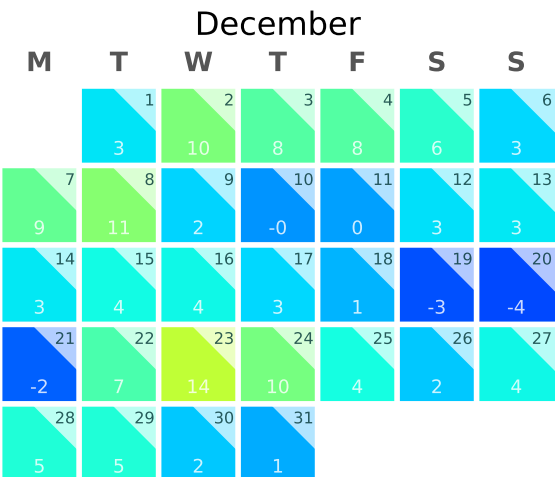 December
M T W T F S S
1 2 3 4 5 6
3 10 8 8 6 3
7 8 9 10 11 12 13
9 11 2 -0 0 3 3
14 15 16 17 18 19 20
3 4 4 3 1 -3 -4
21 22 23 24 25 26 27
-2 7 14 10 4 2 4
28 29 30 31
5 5 2 1